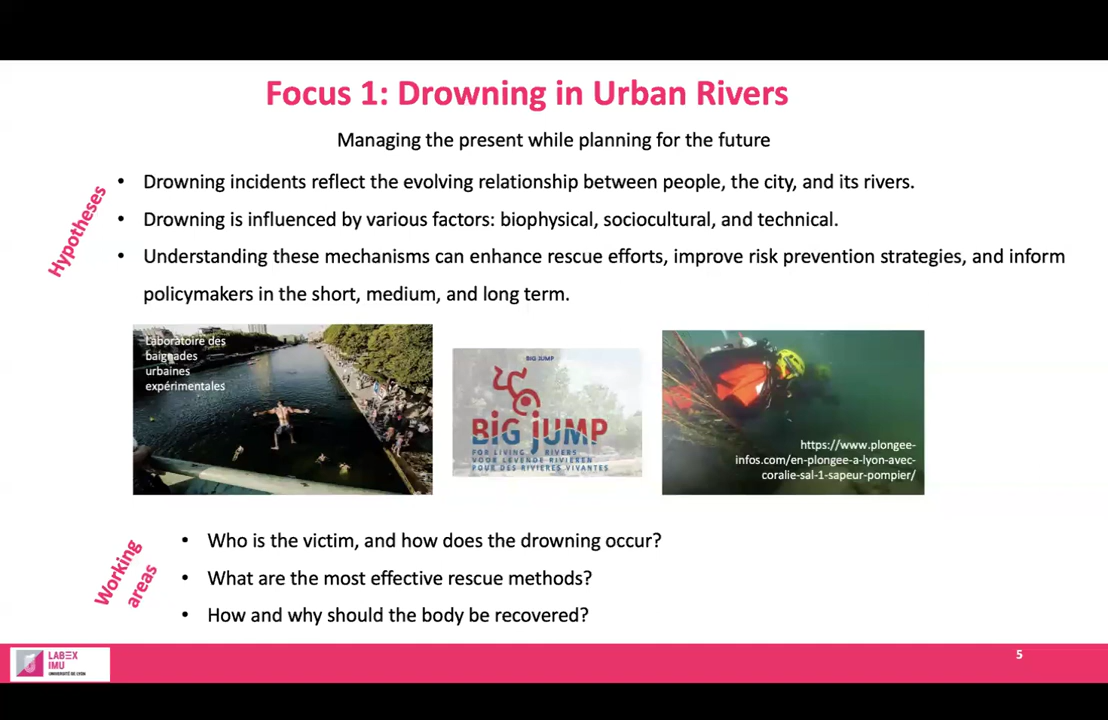 Focus 1: Drowning in Urban Rivers
Managing the present while planning for the future
Hypotheses
• Drowning incidents reflect the evolving relationship between people, the city, and its rivers.
• Drowning is influenced by various factors: biophysical, sociocultural, and technical.
• Understanding these mechanisms can enhance rescue efforts, improve risk prevention strategies, and inform
policymakers in the short, medium, and long term.
Laboratoire des
baignades
urbaines
expérimentales
BIG JUMP
BiG jUMP
FOR LIVING RIVERS
VOOR LEVENDE RIVIEREN
POUR DES RIVIERES VIVANTES
https://www.plongee-
infos.com/en-plongee-a-lyon-avec-
coralie-sal-1-sapeur-pompier/
Working
areas
• Who is the victim, and how does the drowning occur?
• What are the most effective rescue methods?
• How and why should the body be recovered?
LABEX
IMU
UNIVERSITÉ DE LYON
5